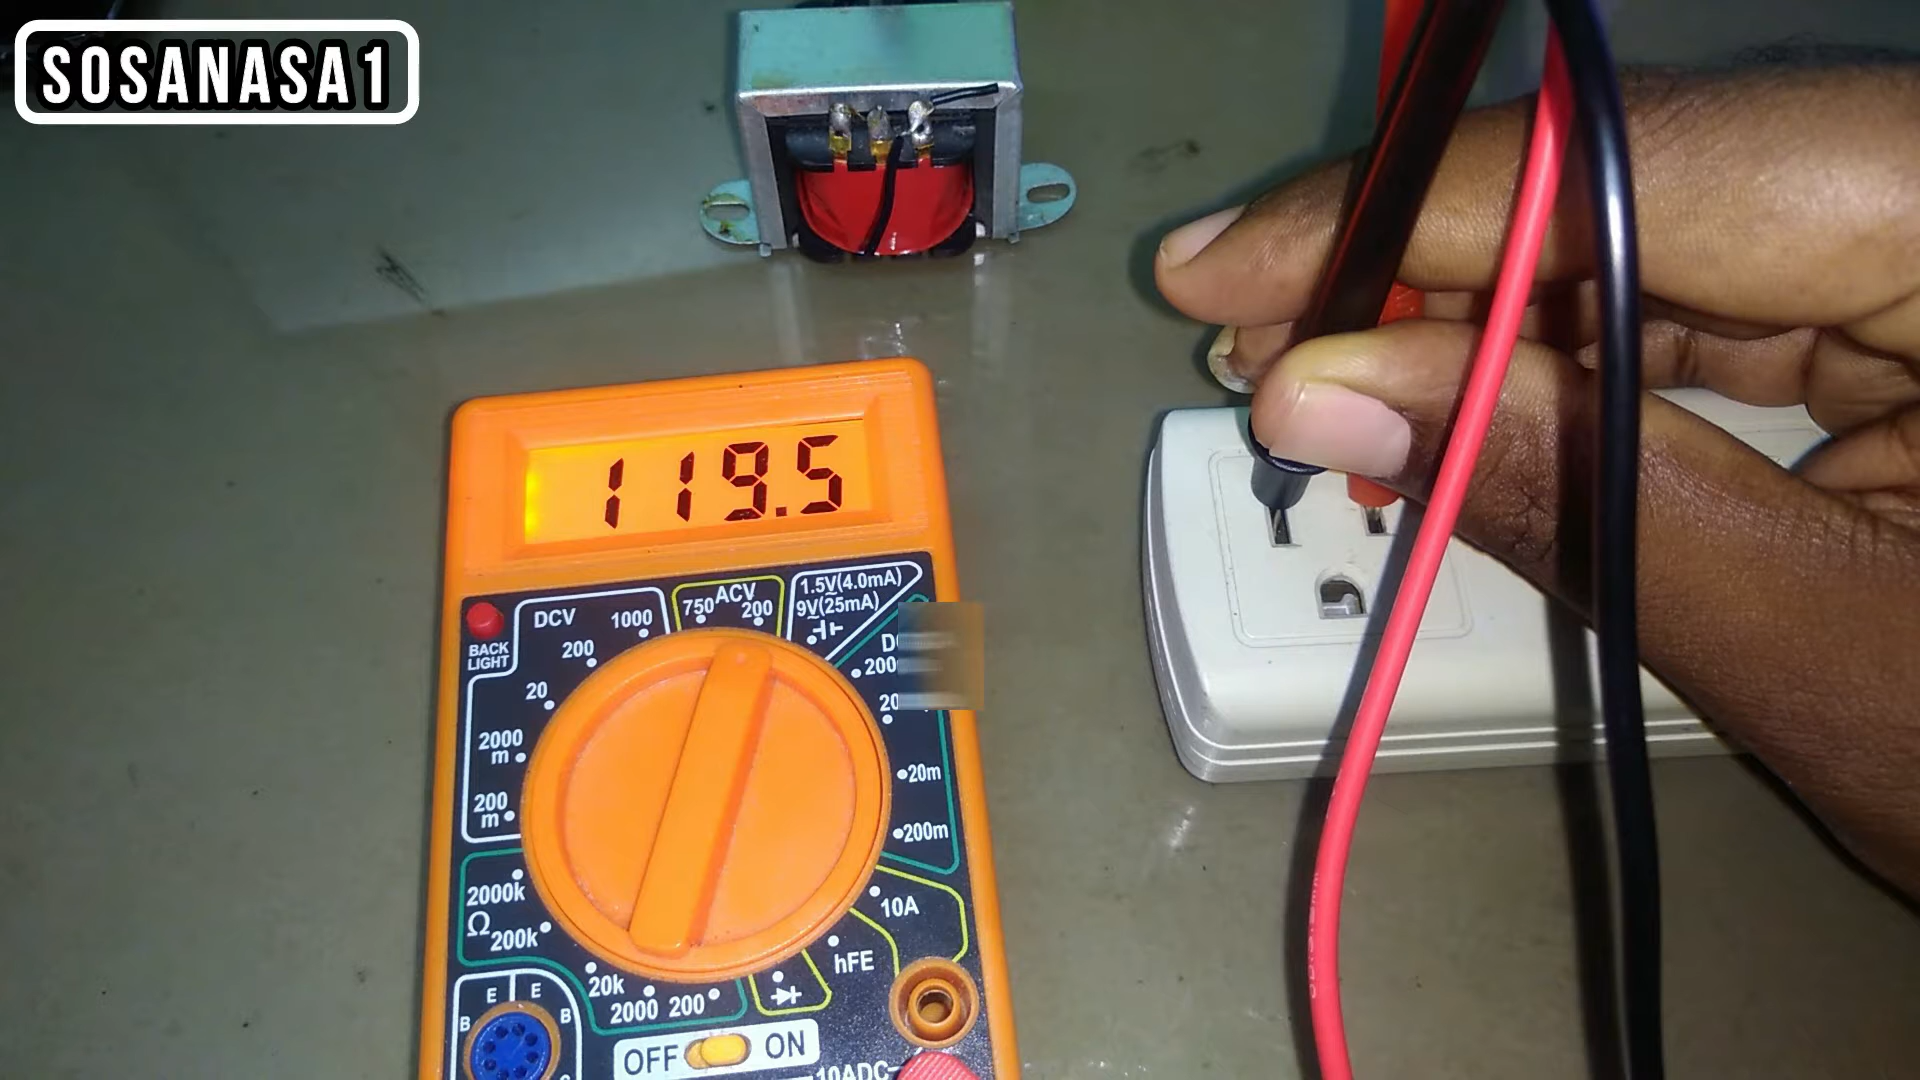 SOSANASA1
119.5
DCV
1000
750
ACV
200
1.5V(4.0mA)
9V(25mA)
BACK
LIGHT
200
20
2000
m
200
m
200
20
20m
200m
10A
hFE
2000k
Ω
200k
20k
2000
200
E
E
B
B
OFF
ON
10ADC